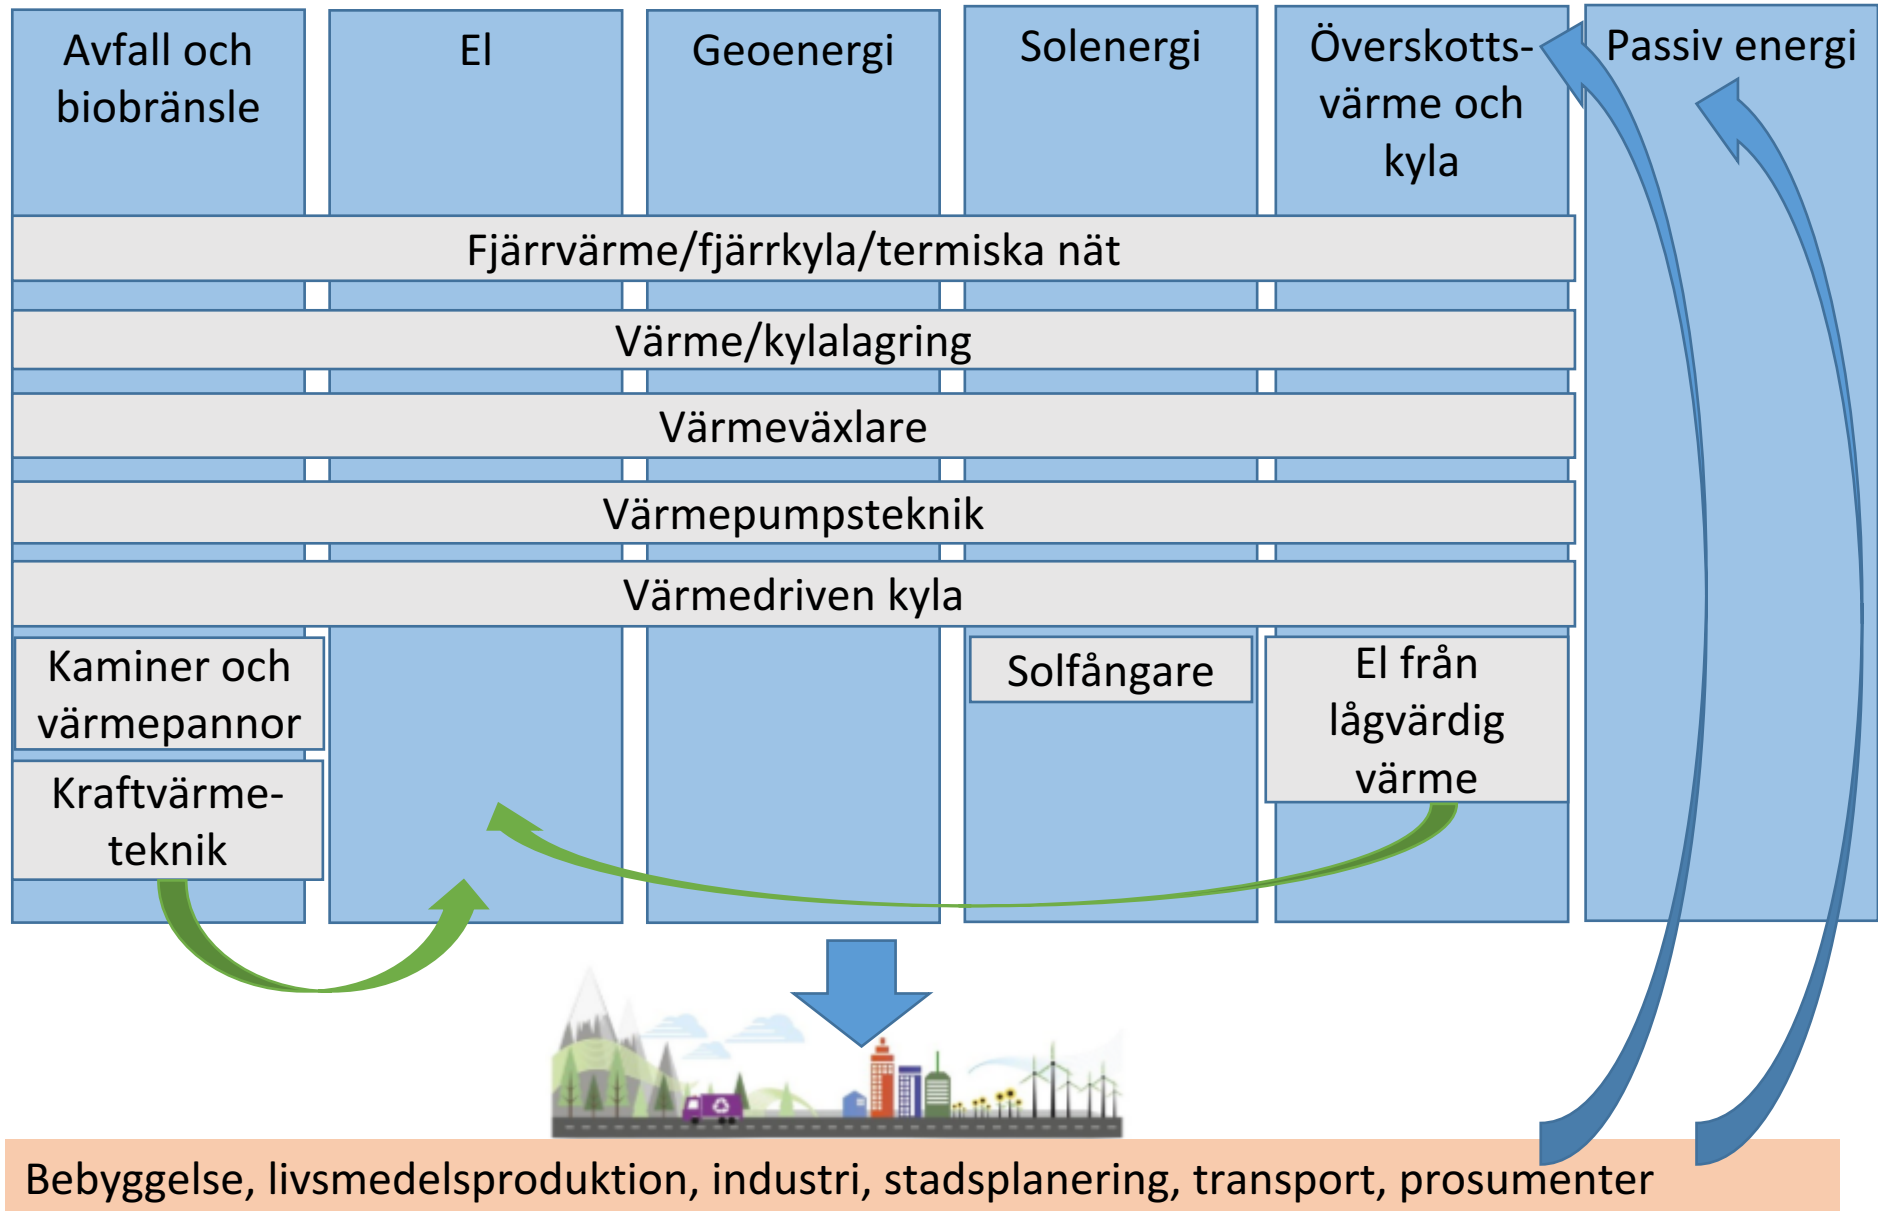 Avfall och
biobränsle
El
Geoenergi
Solenergi
Överskotts-
värme och
kyla
Passiv energi
Fjärrvärme/fjärrkyla/termiska nät
Värme/kylalagring
Värmeväxlare
Värmepumpsteknik
Värmedriven kyla
Kaminer och
värmepannor
Kraftvärme-
teknik
Solfångare
El från
lågvärdig
värme
Bebyggelse, livsmedelsproduktion, industri, stadsplanering, transport, prosumenter